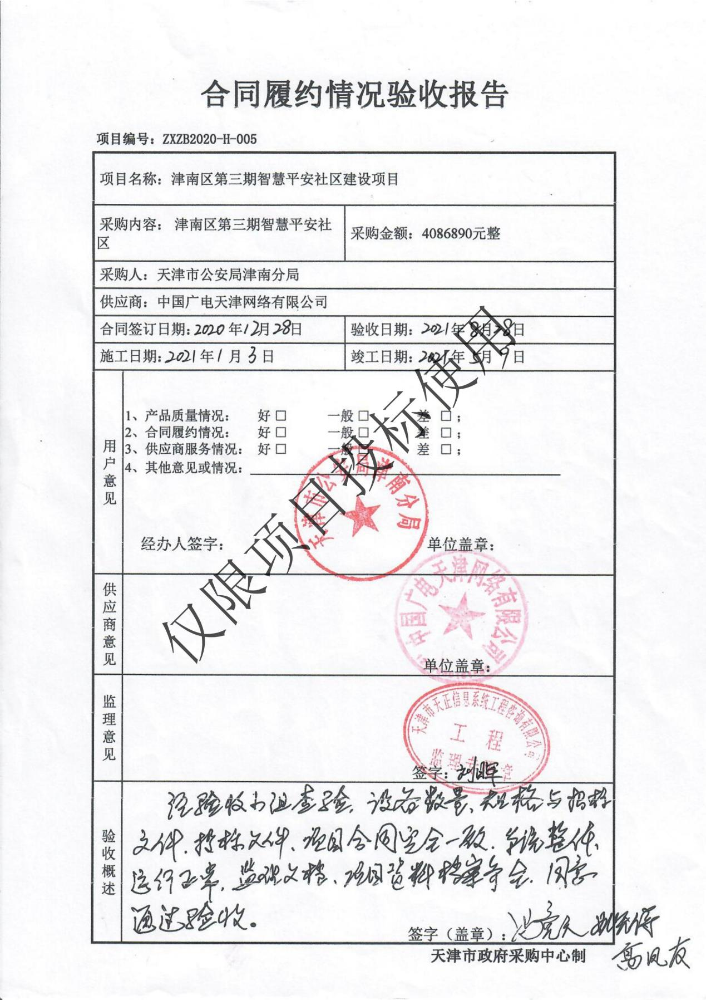 合同履约情况验收报告
项目编号：ZXZB2020-H-005
项目名称：津南区第三期智慧平安社区建设项目
采购内容： 津南区第三期智慧平安社
区
采购金额：4086890元整
采购人：天津市公安局津南分局
供应商：中国广电天津网络有限公司
合同签订日期：2020年12月28日
验收日期：2021年8月28日
施工日期：2021年1月3日
竣工日期：2021年5月9日
用户意见
1、产品质量情况： 好□ 一般□ 差 □；
2、合同履约情况： 好□ 一般□ 差 □；
3、供应商服务情况：好□ 一般□ 差 □；
4、其他意见或情况：
天津市公安局津南分局
经办人签字：
单位盖章：
供应商意见
中国广电天津网络有限公司
单位盖章：
监理意见
天津市天正信息系统工程咨询有限公司
工程
监理专用章
签字：刘晖
验收概述
经验收小组查验，设备数量、规格与招标
文件、投标文件、项目合同完全一致，系统整体
运行正常，监理文档、项目资料档案齐全，同意
通过验收。
签字（盖章）：
高凤友
天津市政府采购中心制
仅限项目投标使用